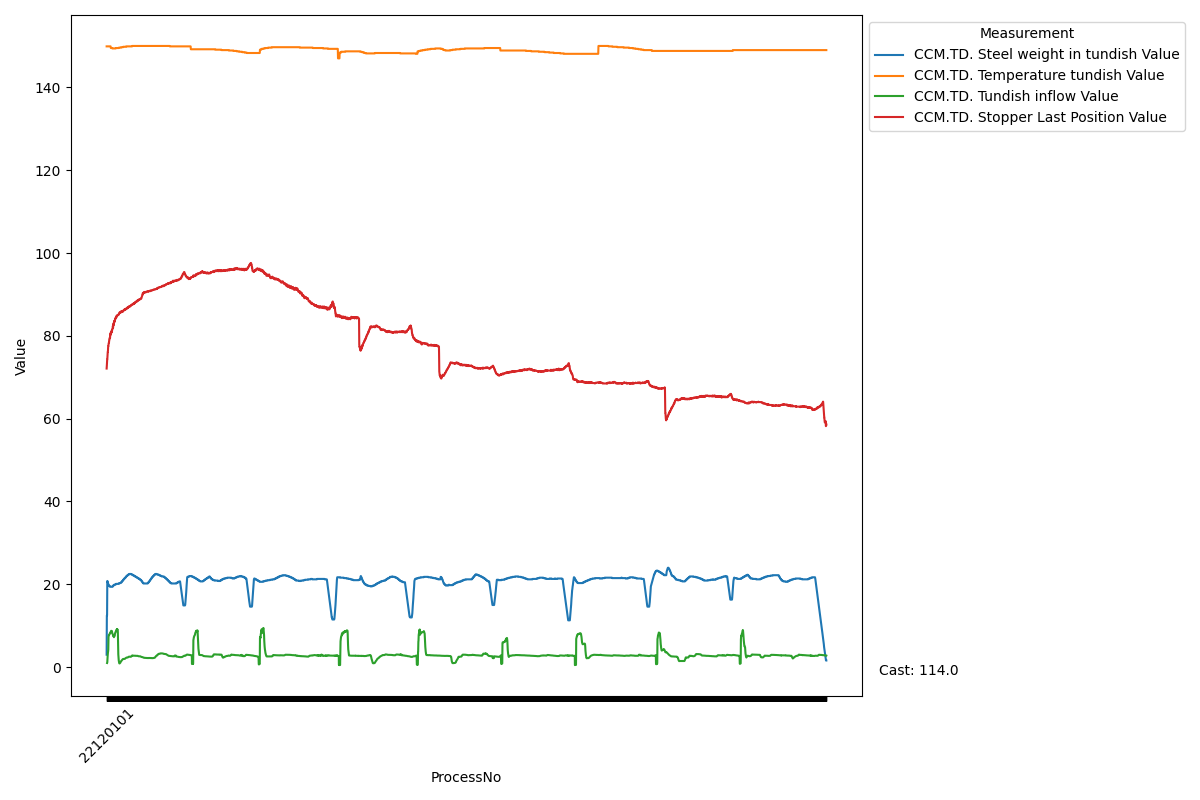 Measurement
CCM.TD. Steel weight in tundish Value
CCM.TD. Temperature tundish Value
CCM.TD. Tundish inflow Value
CCM.TD. Stopper Last Position Value
140
120
100
80
60
40
20
0
Value
Cast: 114.0
22120101
ProcessNo